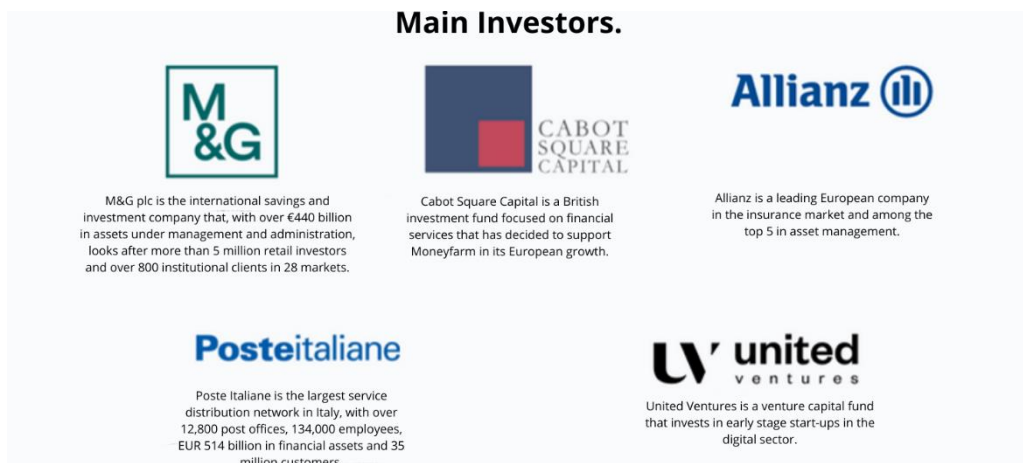 Main Investors.
M
&G
M&G plc is the international savings and
investment company that, with over €440 billion
in assets under management and administration,
looks after more than 5 million retail investors
and over 800 institutional clients in 28 markets.
CABOT
SQUARE
CAPITAL
Cabot Square Capital is a British
investment fund focused on financial
services that has decided to support
Moneyfarm in its European growth.
Allianz
Allianz is a leading European company
in the insurance market and among the
top 5 in asset management.
Posteitaliane
Poste Italiane is the largest service
distribution network in Italy, with over
12,800 post offices, 134,000 employees,
EUR 514 billion in financial assets and 35
million customers
UV united
ventures
United Ventures is a venture capital fund
that invests in early stage start-ups in the
digital sector.